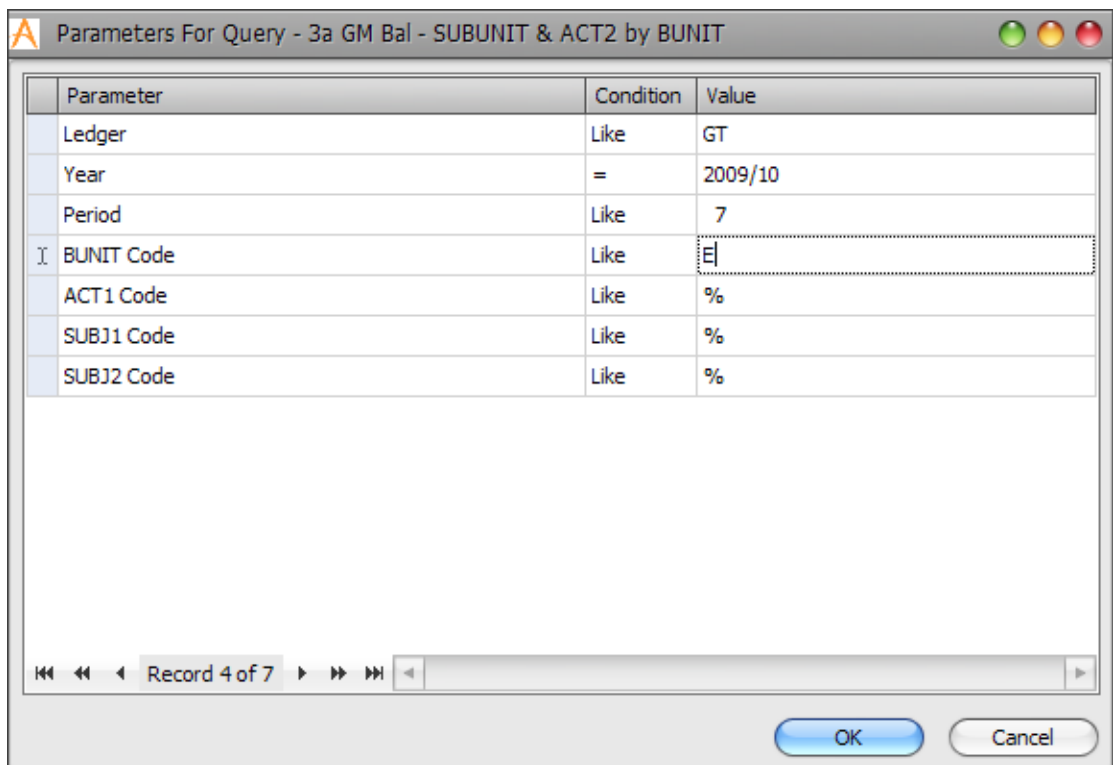 Parameters For Query - 3a GM Bal - SUBUNIT & ACT2 by BUNIT
Parameter Condition Value
Ledger Like GT
Year = 2009/10
Period Like 7
BUNIT Code Like E
ACT1 Code Like %
SUBJ1 Code Like %
SUBJ2 Code Like %
Record 4 of 7
OK Cancel